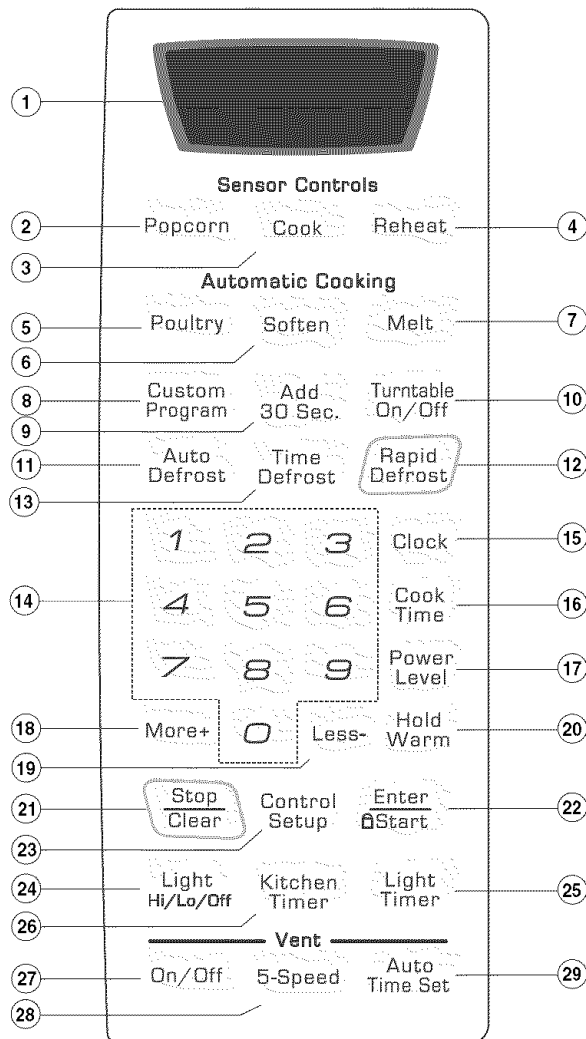 1
Sensor Controls
2 Popcorn Cook Reheat 4
3
Automatic Cooking
5 Poultry Soften Melt 7
6
8 Custom Program Add 30 Sec. Turntable On/Off 10
9
11 Auto Defrost Time Defrost Rapid Defrost 12
13
1 2 3 Clock 15
14 4 5 6 Cook Time 16
7 8 9 Power Level 17
18 More+ 0 Less- Hold Warm 20
19
21 Stop Clear Control Setup Enter Start 22
23
24 Light Hi/Lo/Off Kitchen Timer Light Timer 25
26
Vent
27 On/Off 5-Speed Auto Time Set 29
28